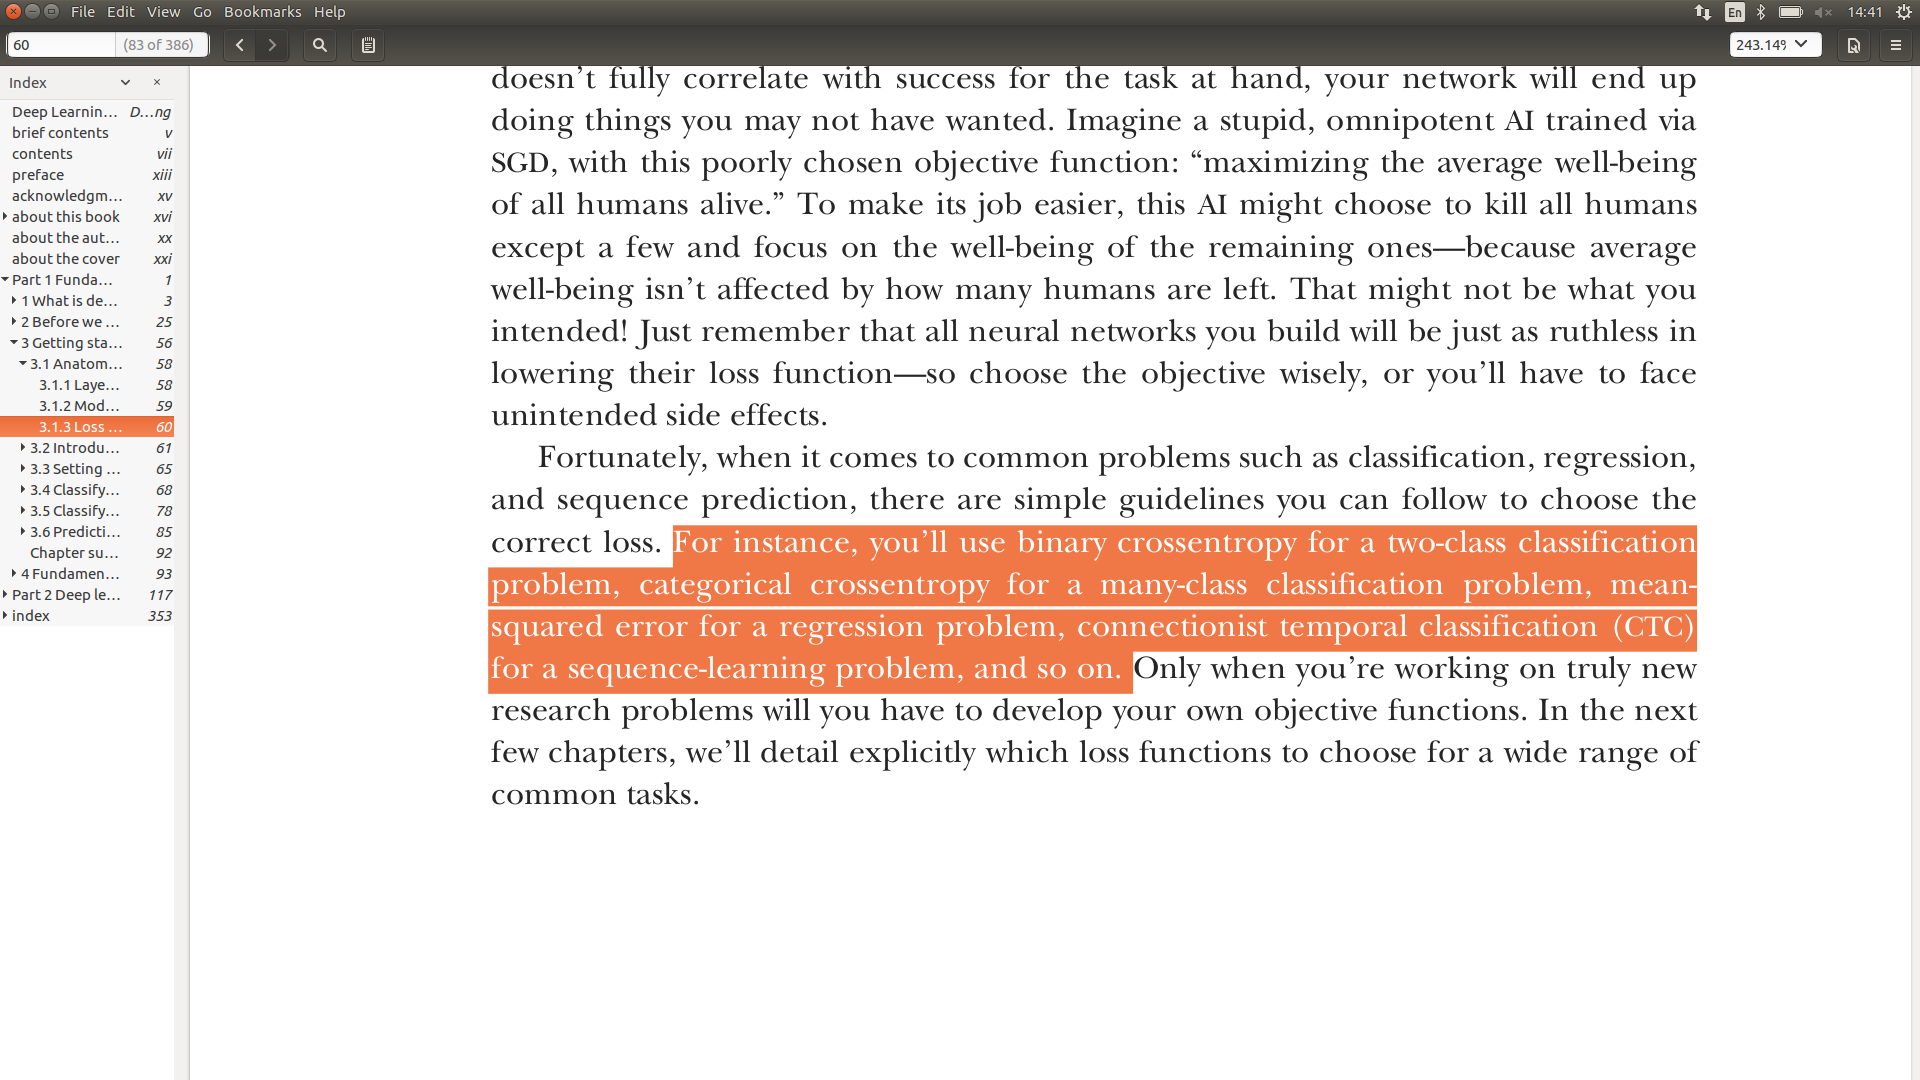 File Edit View Go Bookmarks Help
En
14:41
60 (83 of 386)
243.14%
Index
Deep Learnin... D...ng
brief contents v
contents vii
preface xiii
acknowledgm... xv
about this book xvi
about the aut... xx
about the cover xxi
Part 1 Funda... 1
1 What is de... 3
2 Before we ... 25
3 Getting sta... 56
3.1 Anatom... 58
3.1.1 Laye... 58
3.1.2 Mod... 59
3.1.3 Loss ... 60
3.2 Introdu... 61
3.3 Setting ... 65
3.4 Classify... 68
3.5 Classify... 78
3.6 Predicti... 85
Chapter su... 92
4 Fundamen... 93
Part 2 Deep le... 117
index 353
doesn’t fully correlate with success for the task at hand, your network will end up
doing things you may not have wanted. Imagine a stupid, omnipotent AI trained via
SGD, with this poorly chosen objective function: “maximizing the average well-being
of all humans alive.” To make its job easier, this AI might choose to kill all humans
except a few and focus on the well-being of the remaining ones—because average
well-being isn’t affected by how many humans are left. That might not be what you
intended! Just remember that all neural networks you build will be just as ruthless in
lowering their loss function—so choose the objective wisely, or you’ll have to face
unintended side effects.
Fortunately, when it comes to common problems such as classification, regression,
and sequence prediction, there are simple guidelines you can follow to choose the
correct loss. For instance, you’ll use binary crossentropy for a two-class classification
problem, categorical crossentropy for a many-class classification problem, mean-
squared error for a regression problem, connectionist temporal classification (CTC)
for a sequence-learning problem, and so on. Only when you’re working on truly new
research problems will you have to develop your own objective functions. In the next
few chapters, we’ll detail explicitly which loss functions to choose for a wide range of
common tasks.